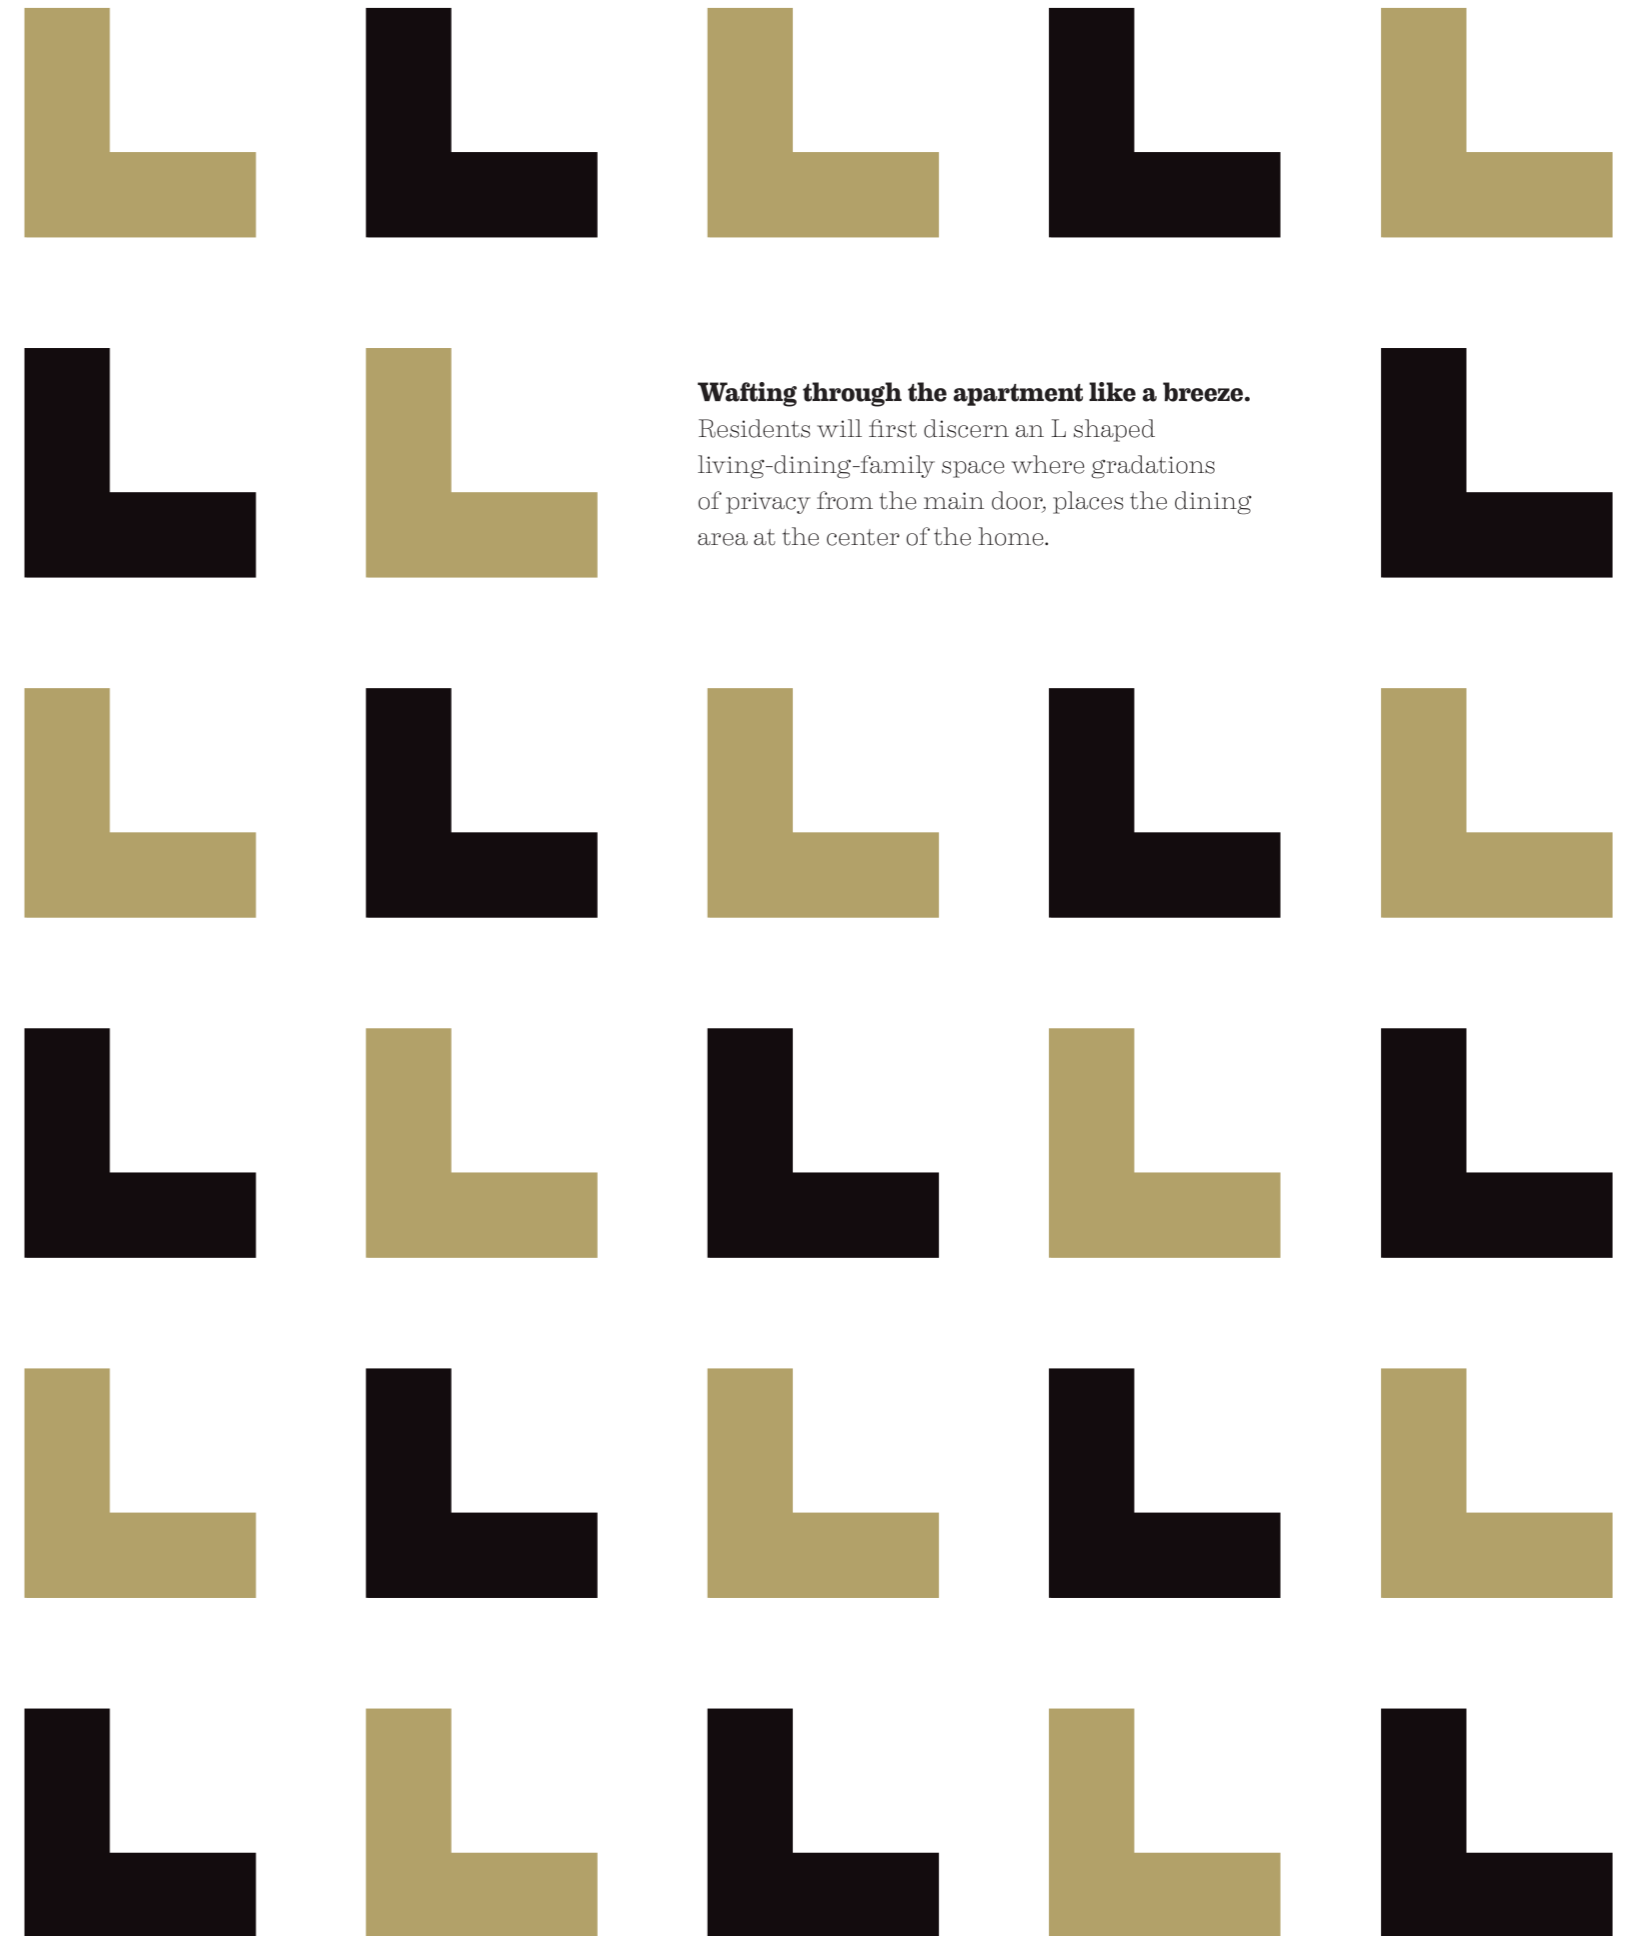 Wafting through the apartment like a breeze.
Residents will first discern an L shaped
living-dining-family space where gradations
of privacy from the main door, places the dining
area at the center of the home.